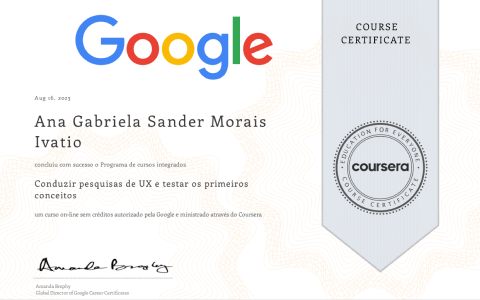 Google
COURSE
CERTIFICATE
Aug 16, 2023
Ana Gabriela Sander Morais
Ivatio
concluiu com sucesso o Programa de cursos integrados
Conduzir pesquisas de UX e testar os primeiros
conceitos
um curso on-line sem créditos autorizado pela Google e ministrado através do Coursera
EDUCATION FOR EVERYONE
coursera
COURSE CERTIFICATE
Amanda Brophy
Amanda Brophy
Global Director of Google Career Certificates